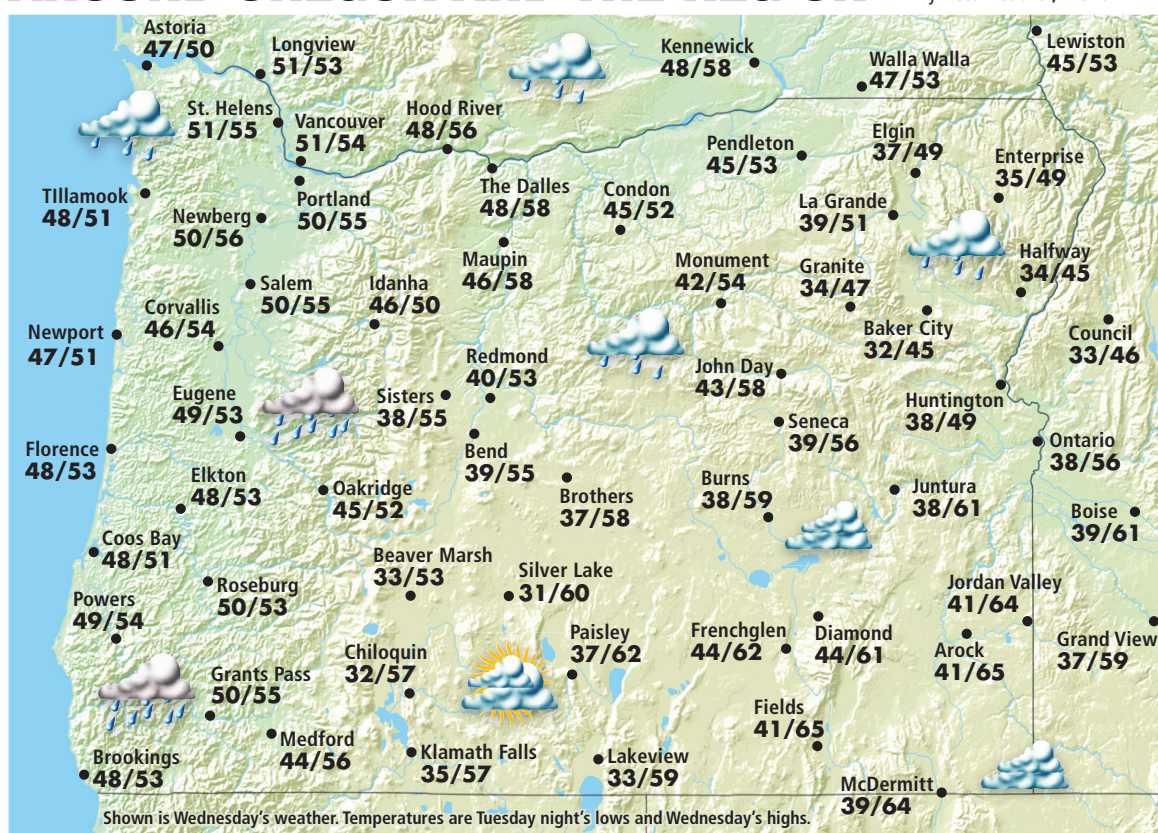 Astoria
47/50
Longview
51/53
Kennewick
48/58
Walla Walla
47/53
Lewiston
45/53
St. Helens
51/55
Vancouver
51/54
Hood River
48/56
Pendleton
45/53
Elgin
37/49
Enterprise
35/49
TIllamook
48/51
Newberg
50/56
Portland
50/55
The Dalles
48/58
Condon
45/52
La Grande
39/51
Maupin
46/58
Monument
42/54
Granite
34/47
Halfway
34/45
Salem
50/55
Idanha
46/50
Corvallis
46/54
Newport
47/51
Baker City
32/45
Council
33/46
Redmond
40/53
John Day
43/58
Eugene
49/53
Sisters
38/55
Huntington
38/49
Seneca
39/56
Florence
48/53
Bend
39/55
Ontario
38/56
Elkton
48/53
Oakridge
45/52
Brothers
37/58
Burns
38/59
Juntura
38/61
Boise
39/61
Coos Bay
48/51
Beaver Marsh
33/53
Silver Lake
31/60
Roseburg
50/53
Jordan Valley
41/64
Powers
49/54
Paisley
37/62
Frenchglen
44/62
Diamond
44/61
Arock
41/65
Grand View
37/59
Chiloquin
32/57
Grants Pass
50/55
Fields
41/65
Medford
44/56
Klamath Falls
35/57
Lakeview
33/59
Brookings
48/53
McDermitt
39/64
Shown is Wednesday's weather. Temperatures are Tuesday night's lows and Wednesday's highs.